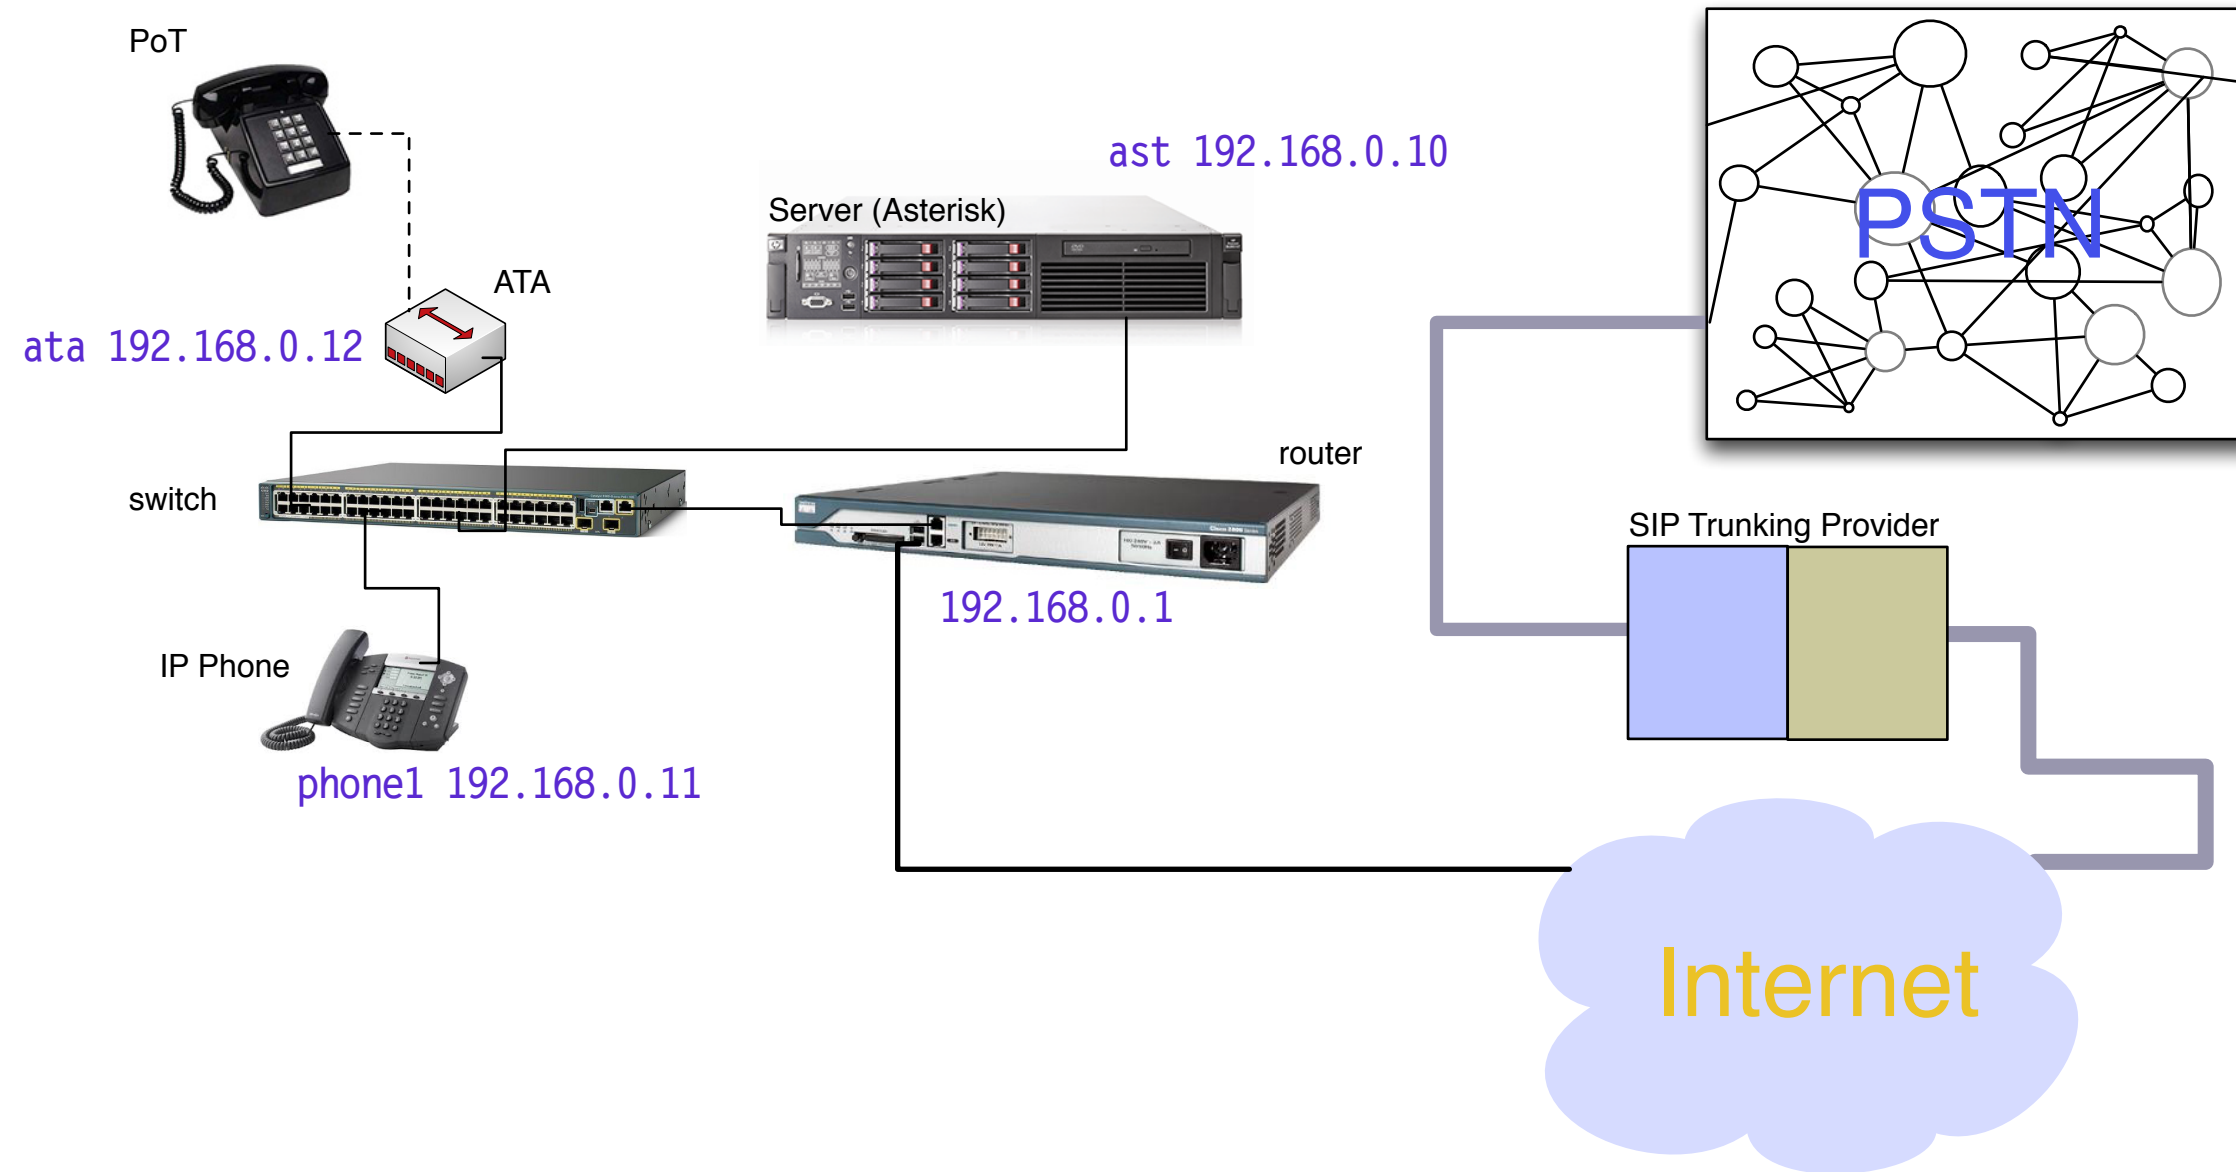 PoT
ast 192.168.0.10
Server (Asterisk)
PSTN
ATA
ata 192.168.0.12
router
switch
SIP Trunking Provider
192.168.0.1
IP Phone
phone1 192.168.0.11
Internet